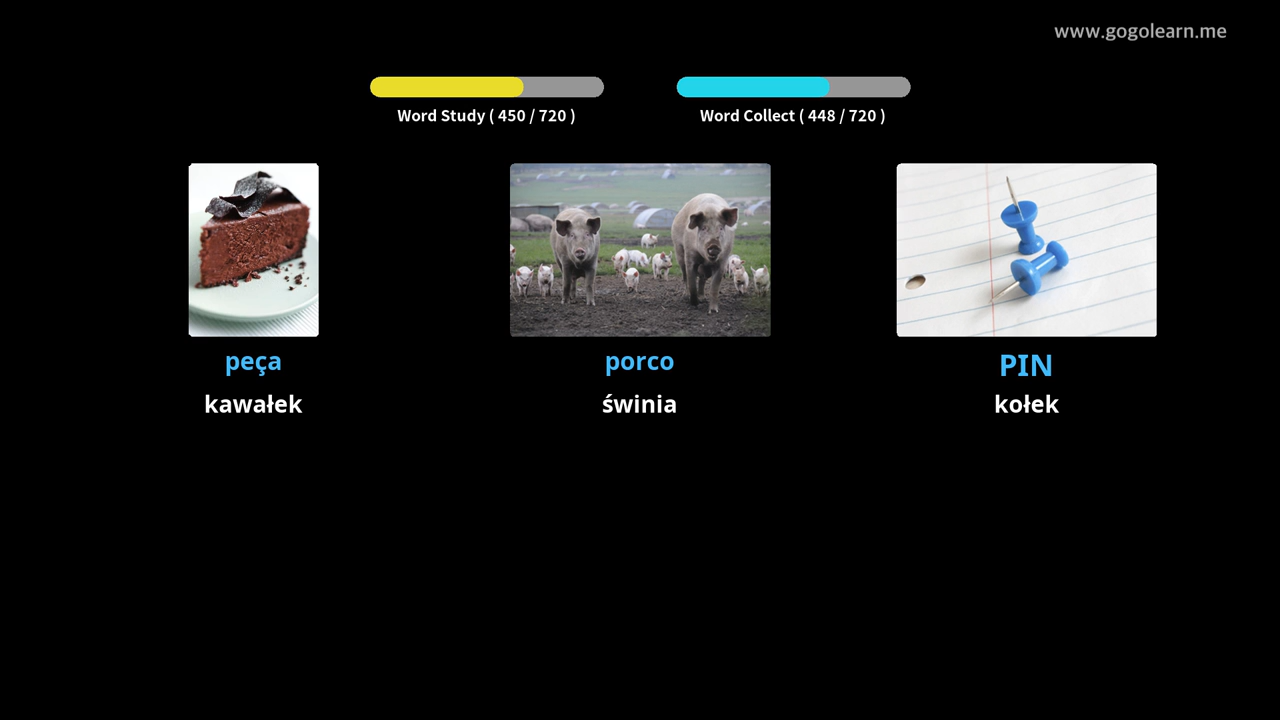 www.gogolearn.me
Word Study ( 450 / 720 )
Word Collect ( 448 / 720 )
peça
porco
PIN
kawałek
świnia
kołek